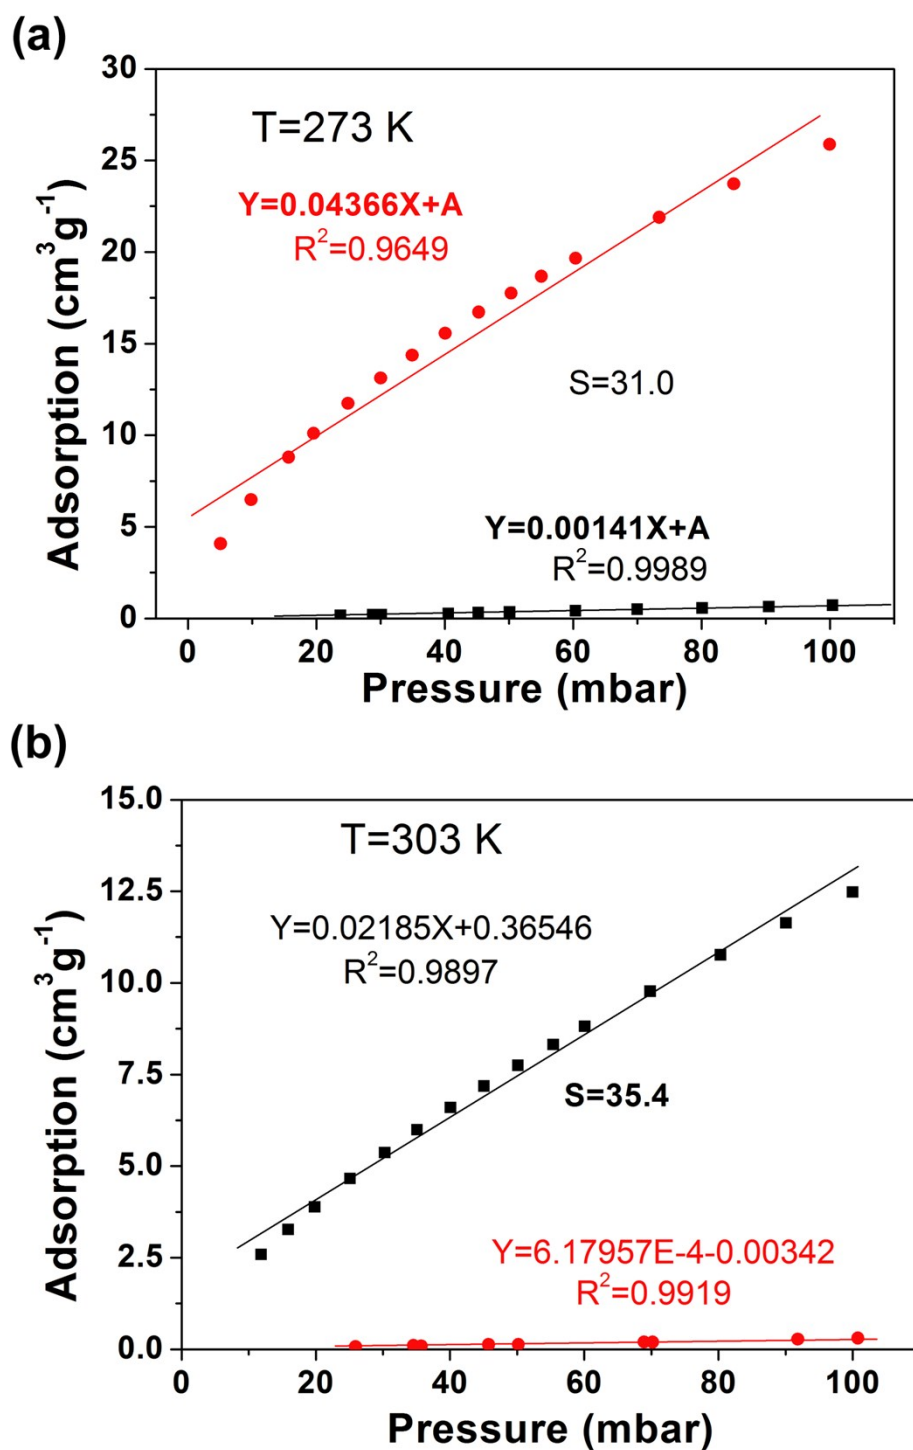 (a)
30
25
20
15
10
5
0
Adsorption (cm³g⁻¹)
T=273 K
Y=0.04366X+A
R²=0.9649
S=31.0
Y=0.00141X+A
R²=0.9989
0 20 40 60 80 100
Pressure (mbar)
(b)
15.0
12.5
10.0
7.5
5.0
2.5
0.0
Adsorption (cm³g⁻¹)
T=303 K
Y=0.02185X+0.36546
R²=0.9897
S=35.4
Y=6.17957E-4-0.00342
R²=0.9919
0 20 40 60 80 100
Pressure (mbar)